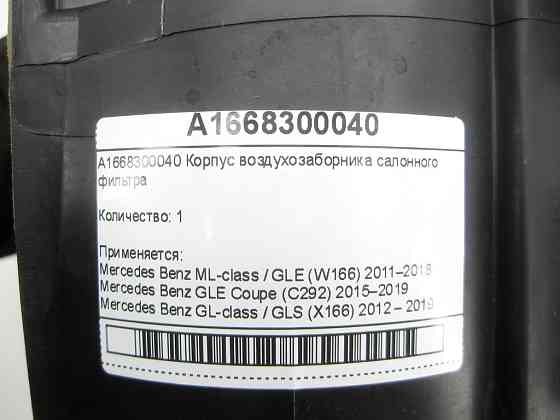 A1668300040
A1668300040 Корпус воздухозаборника салонного
фильтра
Количество: 1
Применяется:
Mercedes Benz ML-class / GLE (W166) 2011–2018
Mercedes Benz GLE Coupe (C292) 2015–2019
Mercedes Benz GL-class / GLS (X166) 2012 – 2019